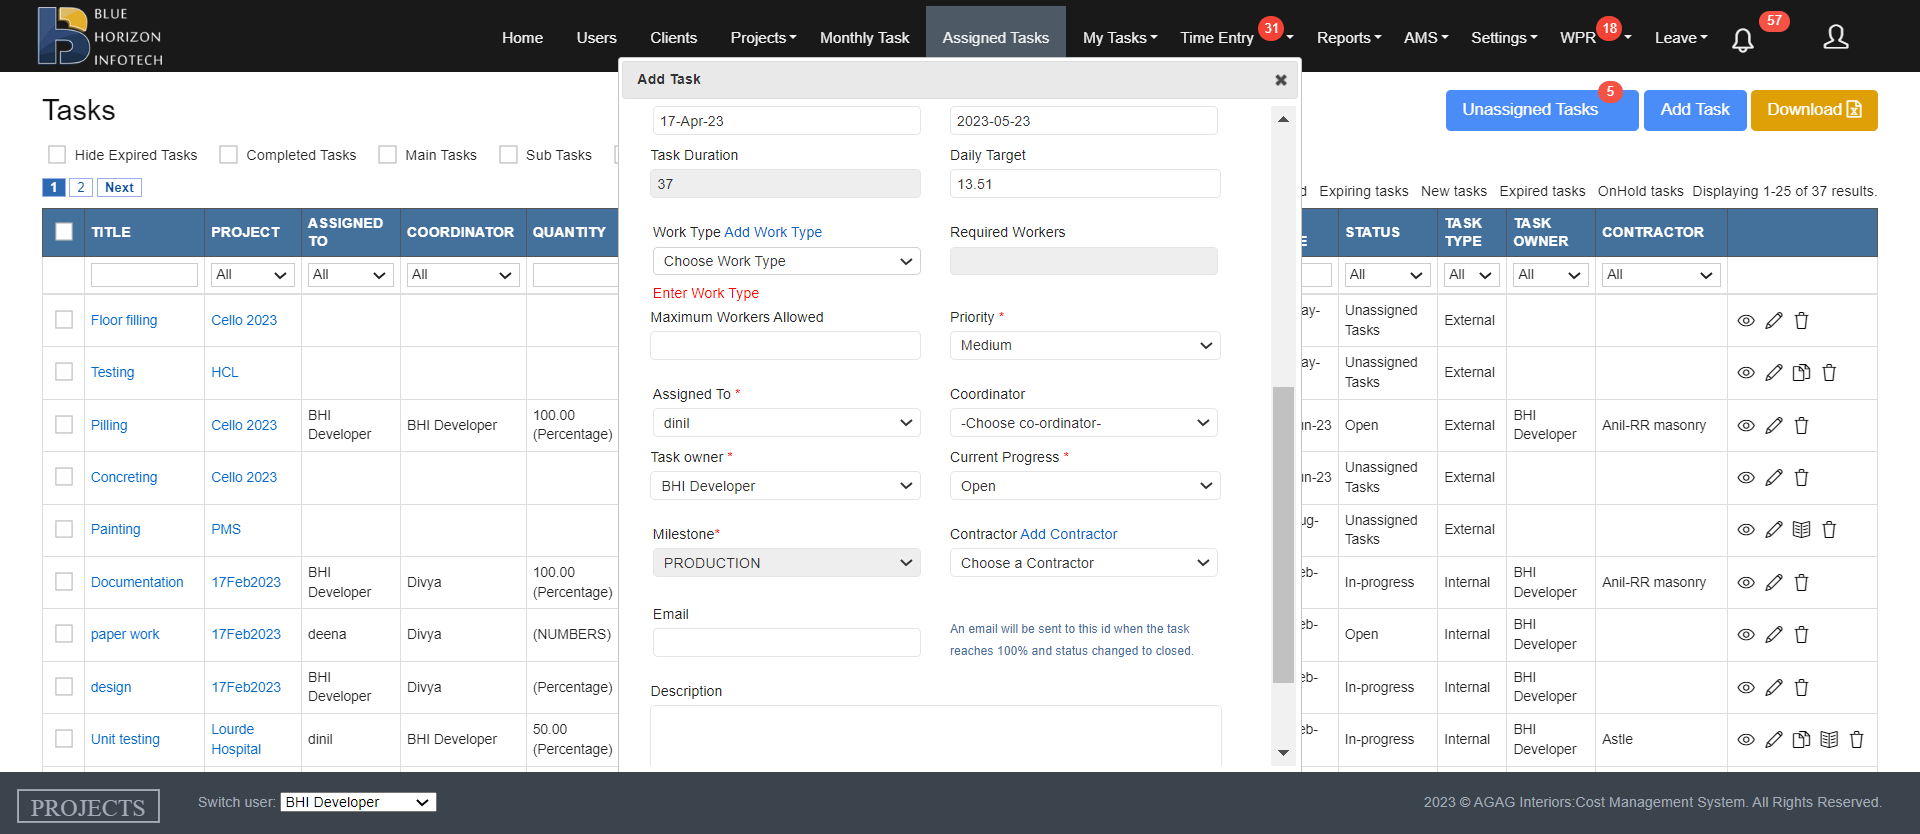 BLUE
HORIZON
INFOTECH
Home Users Clients Projects Monthly Task Assigned Tasks My Tasks Time Entry 31 Reports AMS Settings WPR 18 Leave 57
Add Task
Tasks
Unassigned Tasks 5 Add Task Download
Hide Expired Tasks Completed Tasks Main Tasks Sub Tasks
1 2 Next
d Expiring tasks New tasks Expired tasks OnHold tasks Displaying 1-25 of 37 results.
17-Apr-23 2023-05-23
Task Duration Daily Target
37 13.51
Work Type Add Work Type Required Workers
Choose Work Type
Enter Work Type
Maximum Workers Allowed Priority *
Medium
Assigned To * Coordinator
dinil -Choose co-ordinator-
Task owner * Current Progress *
BHI Developer Open
Milestone* Contractor Add Contractor
PRODUCTION Choose a Contractor
Email
An email will be sent to this id when the task
reaches 100% and status changed to closed.
Description
TITLE PROJECT ASSIGNED TO COORDINATOR QUANTITY E STATUS TASK TYPE TASK OWNER CONTRACTOR
All All All All All All All
Floor filling Cello 2023 ay- Unassigned Tasks External
Testing HCL ay- Unassigned Tasks External
Pilling Cello 2023 BHI Developer BHI Developer 100.00 (Percentage) un-23 Open External BHI Developer Anil-RR masonry
Concreting Cello 2023 un-23 Unassigned Tasks External
Painting PMS ug- Unassigned Tasks External
Documentation 17Feb2023 BHI Developer Divya 100.00 (Percentage) eb- In-progress Internal BHI Developer Anil-RR masonry
paper work 17Feb2023 deena Divya (NUMBERS) eb- Open Internal BHI Developer
design 17Feb2023 BHI Developer Divya (Percentage) eb- In-progress Internal BHI Developer
Unit testing Lourde Hospital dinil BHI Developer 50.00 (Percentage) eb- In-progress Internal BHI Developer Astle
PROJECTS Switch user: BHI Developer 2023 © AGAG Interiors:Cost Management System. All Rights Reserved.